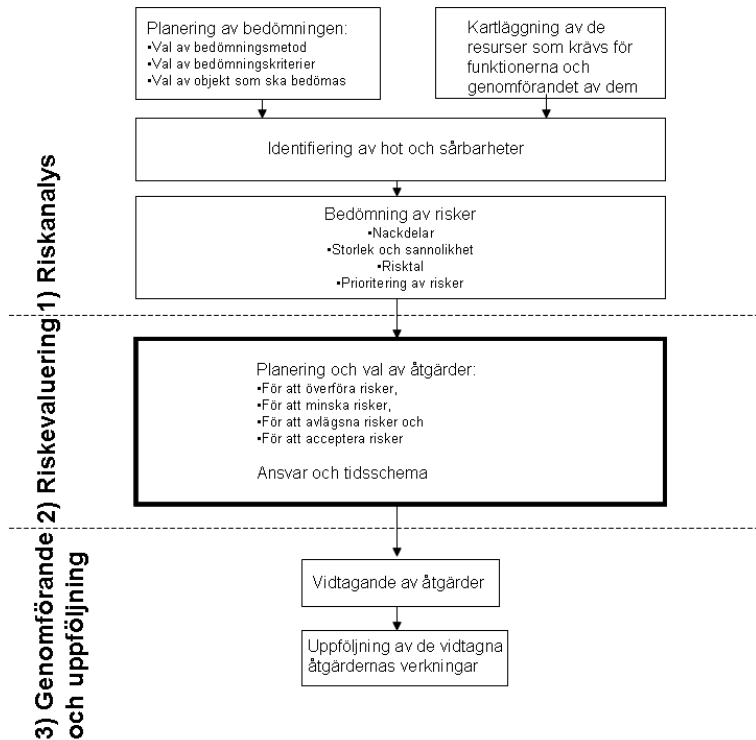 Planering av bedömningen:
▪Val av bedömningsmetod
▪Val av bedömningskriterier
▪Val av objekt som ska bedömas
Kartläggning av de
resurser som krävs för
funktionerna och
genomförandet av dem
Identifiering av hot och sårbarheter
Bedömning av risker
▪Nackdelar
▪Storlek och sannolikhet
▪Risktal
▪Prioritering av risker
1) Riskanalys
Planering och val av åtgärder:
▪För att överföra risker,
▪För att minska risker,
▪För att avlägsna risker och
▪För att acceptera risker
Ansvar och tidsschema
2) Riskevaluering
Vidtagande av åtgärder
Uppföljning av de vidtagna
åtgärdernas verkningar
3) Genomförande
och uppföljning